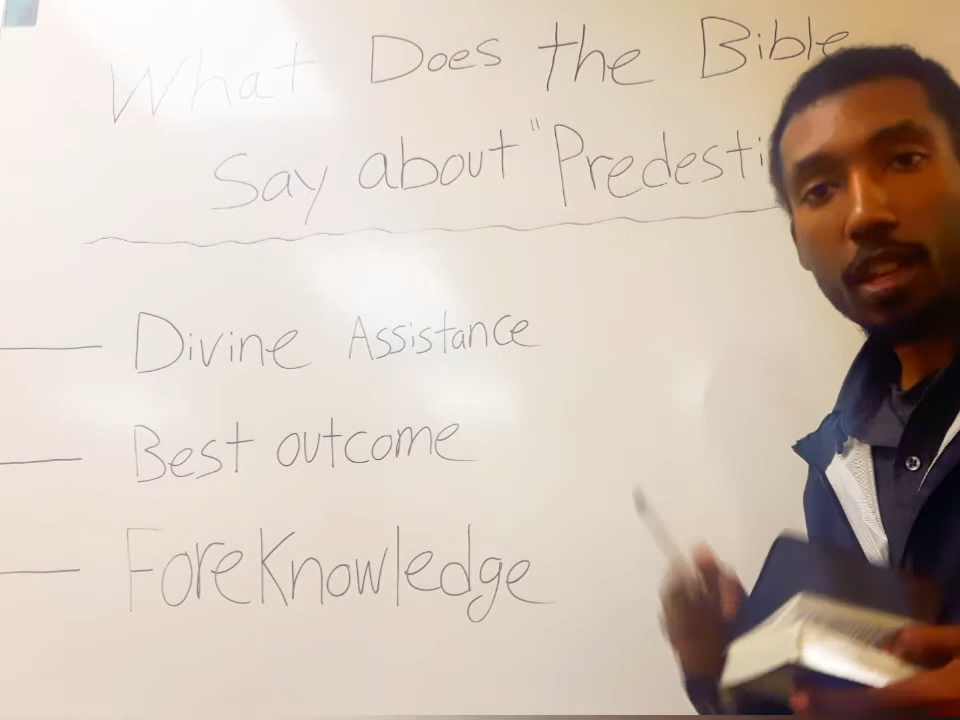 What Does the Bible
Say about "Predesti
Divine Assistance
Best outcome
ForeKnowledge